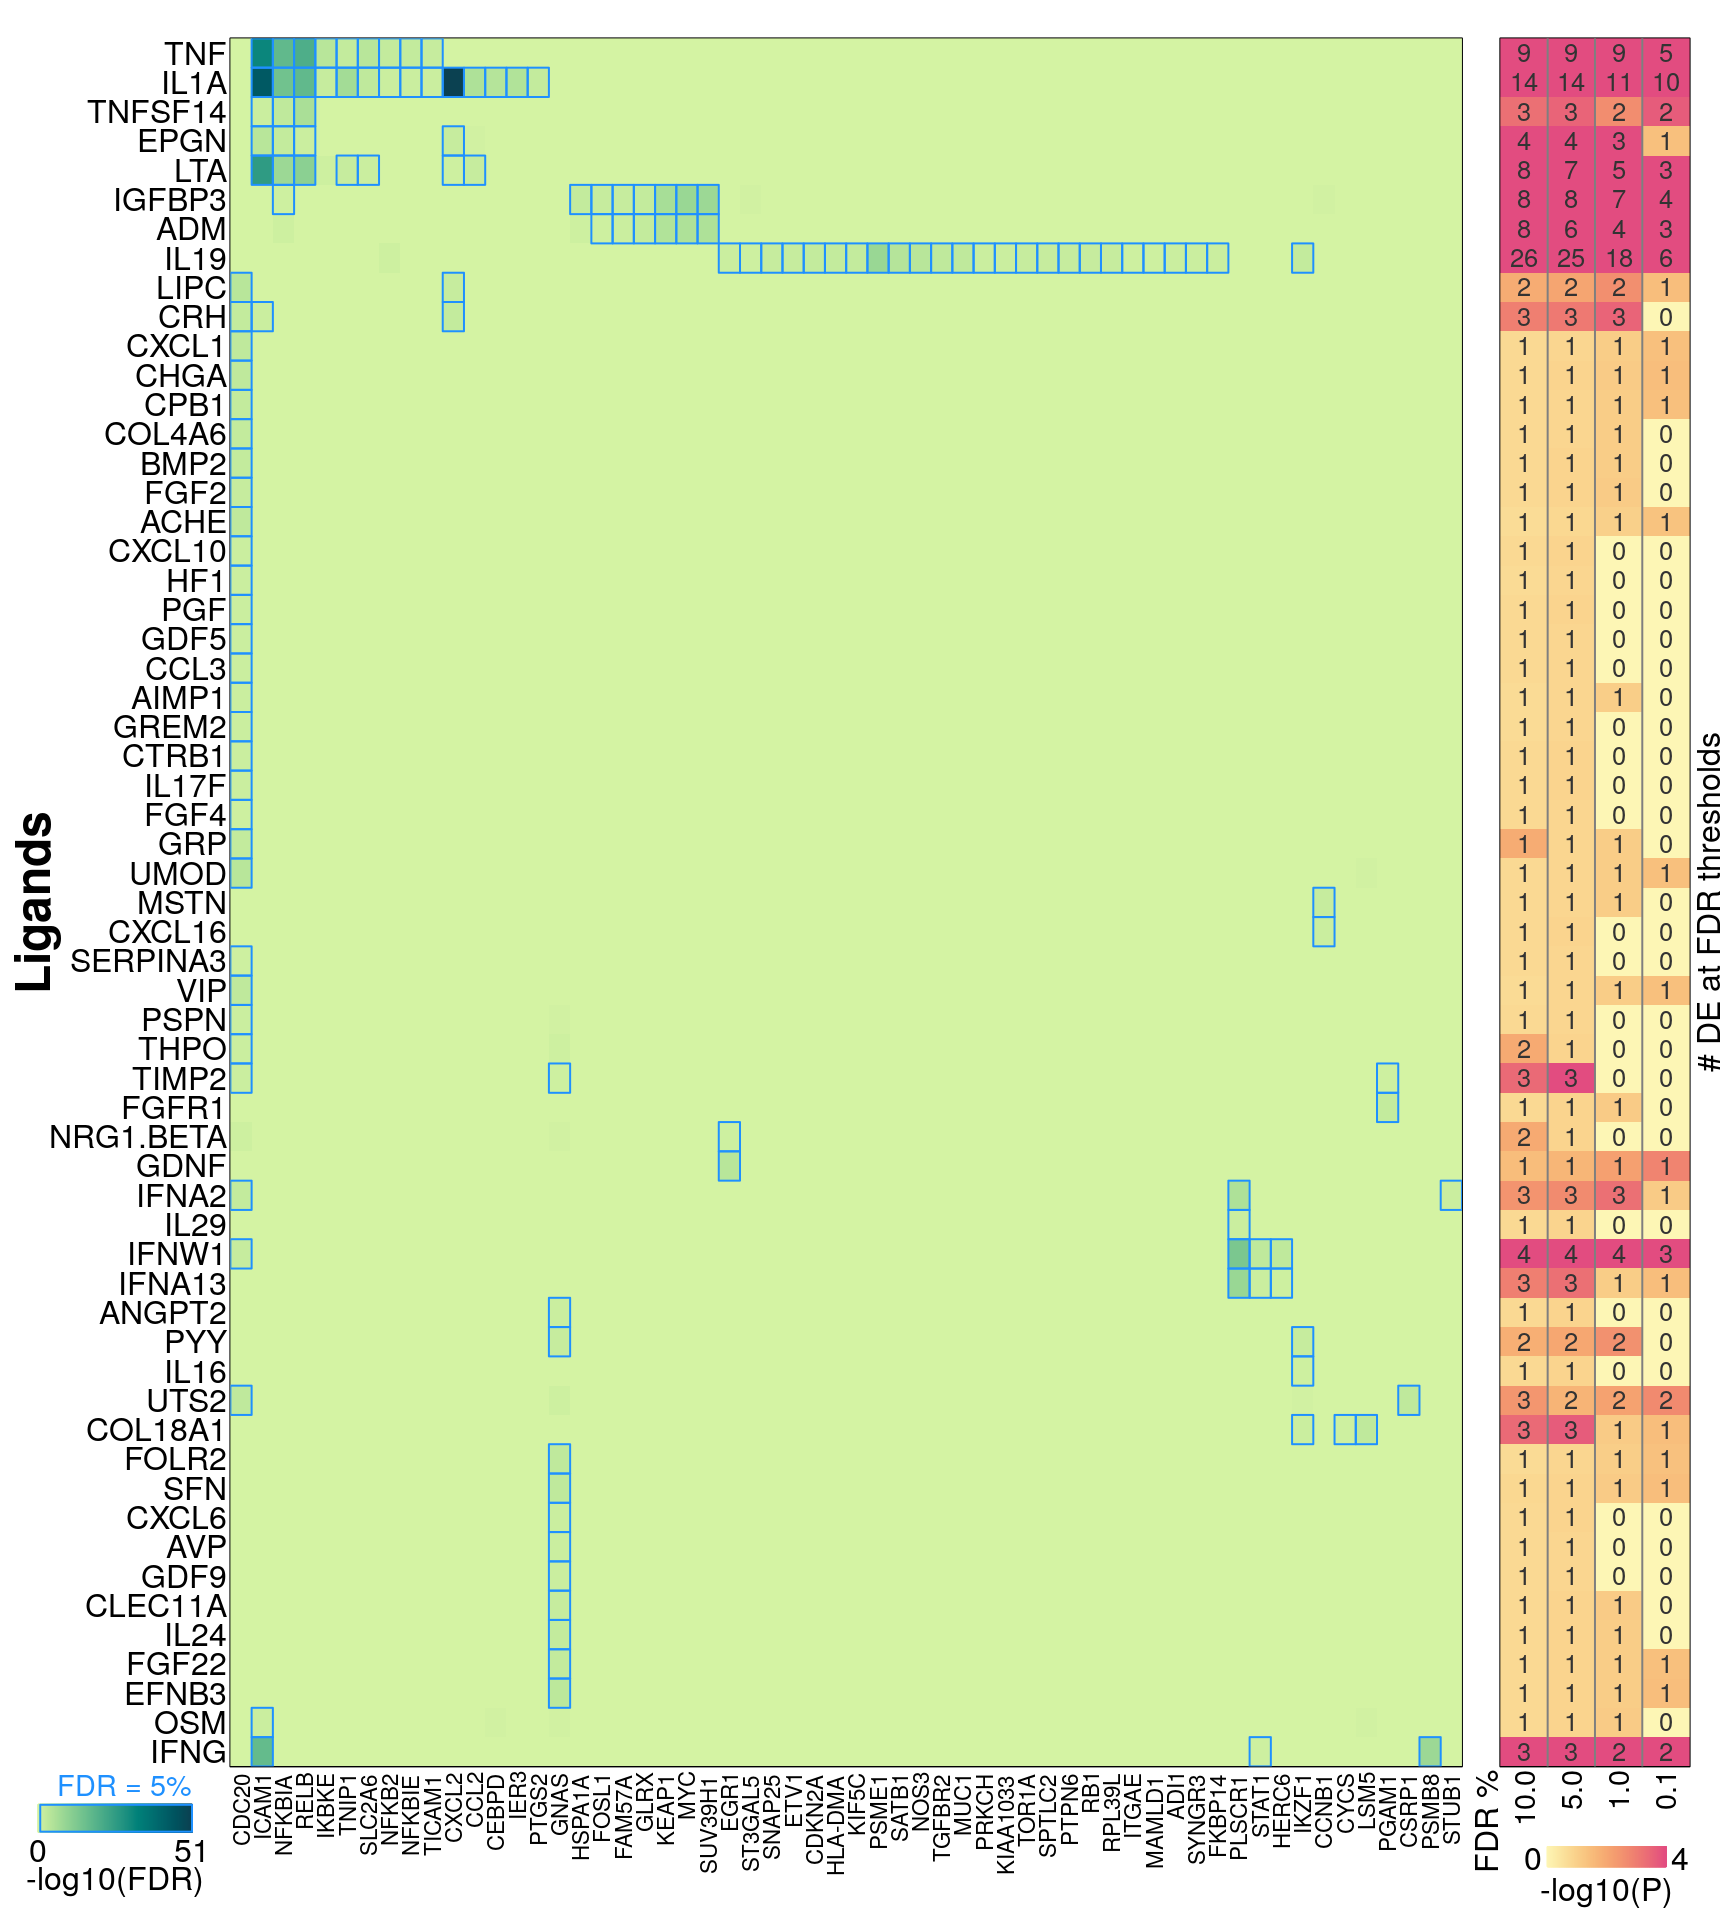 TNF 9 9 9 5
IL1A 14 14 11 10
TNFSF14 3 3 2 2
EPGN 4 4 3 1
LTA 8 7 5 3
IGFBP3 8 8 7 4
ADM 8 6 4 3
IL19 26 25 18 6
LIPC 2 2 2 1
CRH 3 3 3 0
CXCL1 1 1 1 1
CHGA 1 1 1 1
CPB1 1 1 1 1
COL4A6 1 1 1 0
BMP2 1 1 1 0
FGF2 1 1 1 0
ACHE 1 1 1 1
CXCL10 1 1 0 0
HF1 1 1 0 0
PGF 1 1 0 0
GDF5 1 1 0 0
CCL3 1 1 0 0
AIMP1 1 1 1 0
GREM2 1 1 0 0
CTRB1 1 1 0 0
IL17F 1 1 0 0
FGF4 1 1 0 0
GRP 1 1 1 0
UMOD 1 1 1 1
MSTN 1 1 1 0
CXCL16 1 1 0 0
SERPINA3 1 1 0 0
VIP 1 1 1 1
PSPN 1 1 0 0
THPO 2 1 0 0
TIMP2 3 3 0 0
FGFR1 1 1 1 0
NRG1.BETA 2 1 0 0
GDNF 1 1 1 1
IFNA2 3 3 3 1
IL29 1 1 0 0
IFNW1 4 4 4 3
IFNA13 3 3 1 1
ANGPT2 1 1 0 0
PYY 2 2 2 0
IL16 1 1 0 0
UTS2 3 2 2 2
COL18A1 3 3 1 1
FOLR2 1 1 1 1
SFN 1 1 1 1
CXCL6 1 1 0 0
AVP 1 1 0 0
GDF9 1 1 0 0
CLEC11A 1 1 1 0
IL24 1 1 1 0
FGF22 1 1 1 1
EFNB3 1 1 1 1
OSM 1 1 1 0
IFNG 3 3 2 2
Ligands
# DE at FDR thresholds
CDC20
ICAM1
NFKBIA
RELB
IKBKE
TNIP1
SLC2A6
NFKB2
NFKBIE
TICAM1
CXCL2
CCL2
CEBPD
IER3
PTGS2
GNAS
HSPA1A
FOSL1
FAM57A
GLRX
KEAP1
MYC
SUV39H1
EGR1
ST3GAL5
SNAP25
ETV1
CDKN2A
HLA-DMA
KIF5C
PSME1
SATB1
NOS3
TGFBR2
MUC1
PRKCH
KIAA1033
TOR1A
SPTLC2
PTPN6
RB1
RPL39L
ITGAE
MAMLD1
ADI1
SYNGR3
FKBP14
PLSCR1
STAT1
HERC6
IKZF1
CCNB1
CYCS
LSM5
PGAM1
CSRP1
PSMB8
STUB1
FDR %
10.0
5.0
1.0
0.1
FDR = 5%
0 51
-log10(FDR)
0 4
-log10(P)